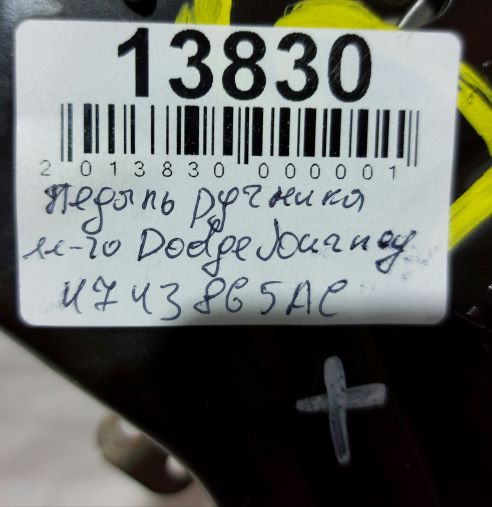 13830
2 013830 000001
педаль ручника
м-го Dodge Journey
4743865AC